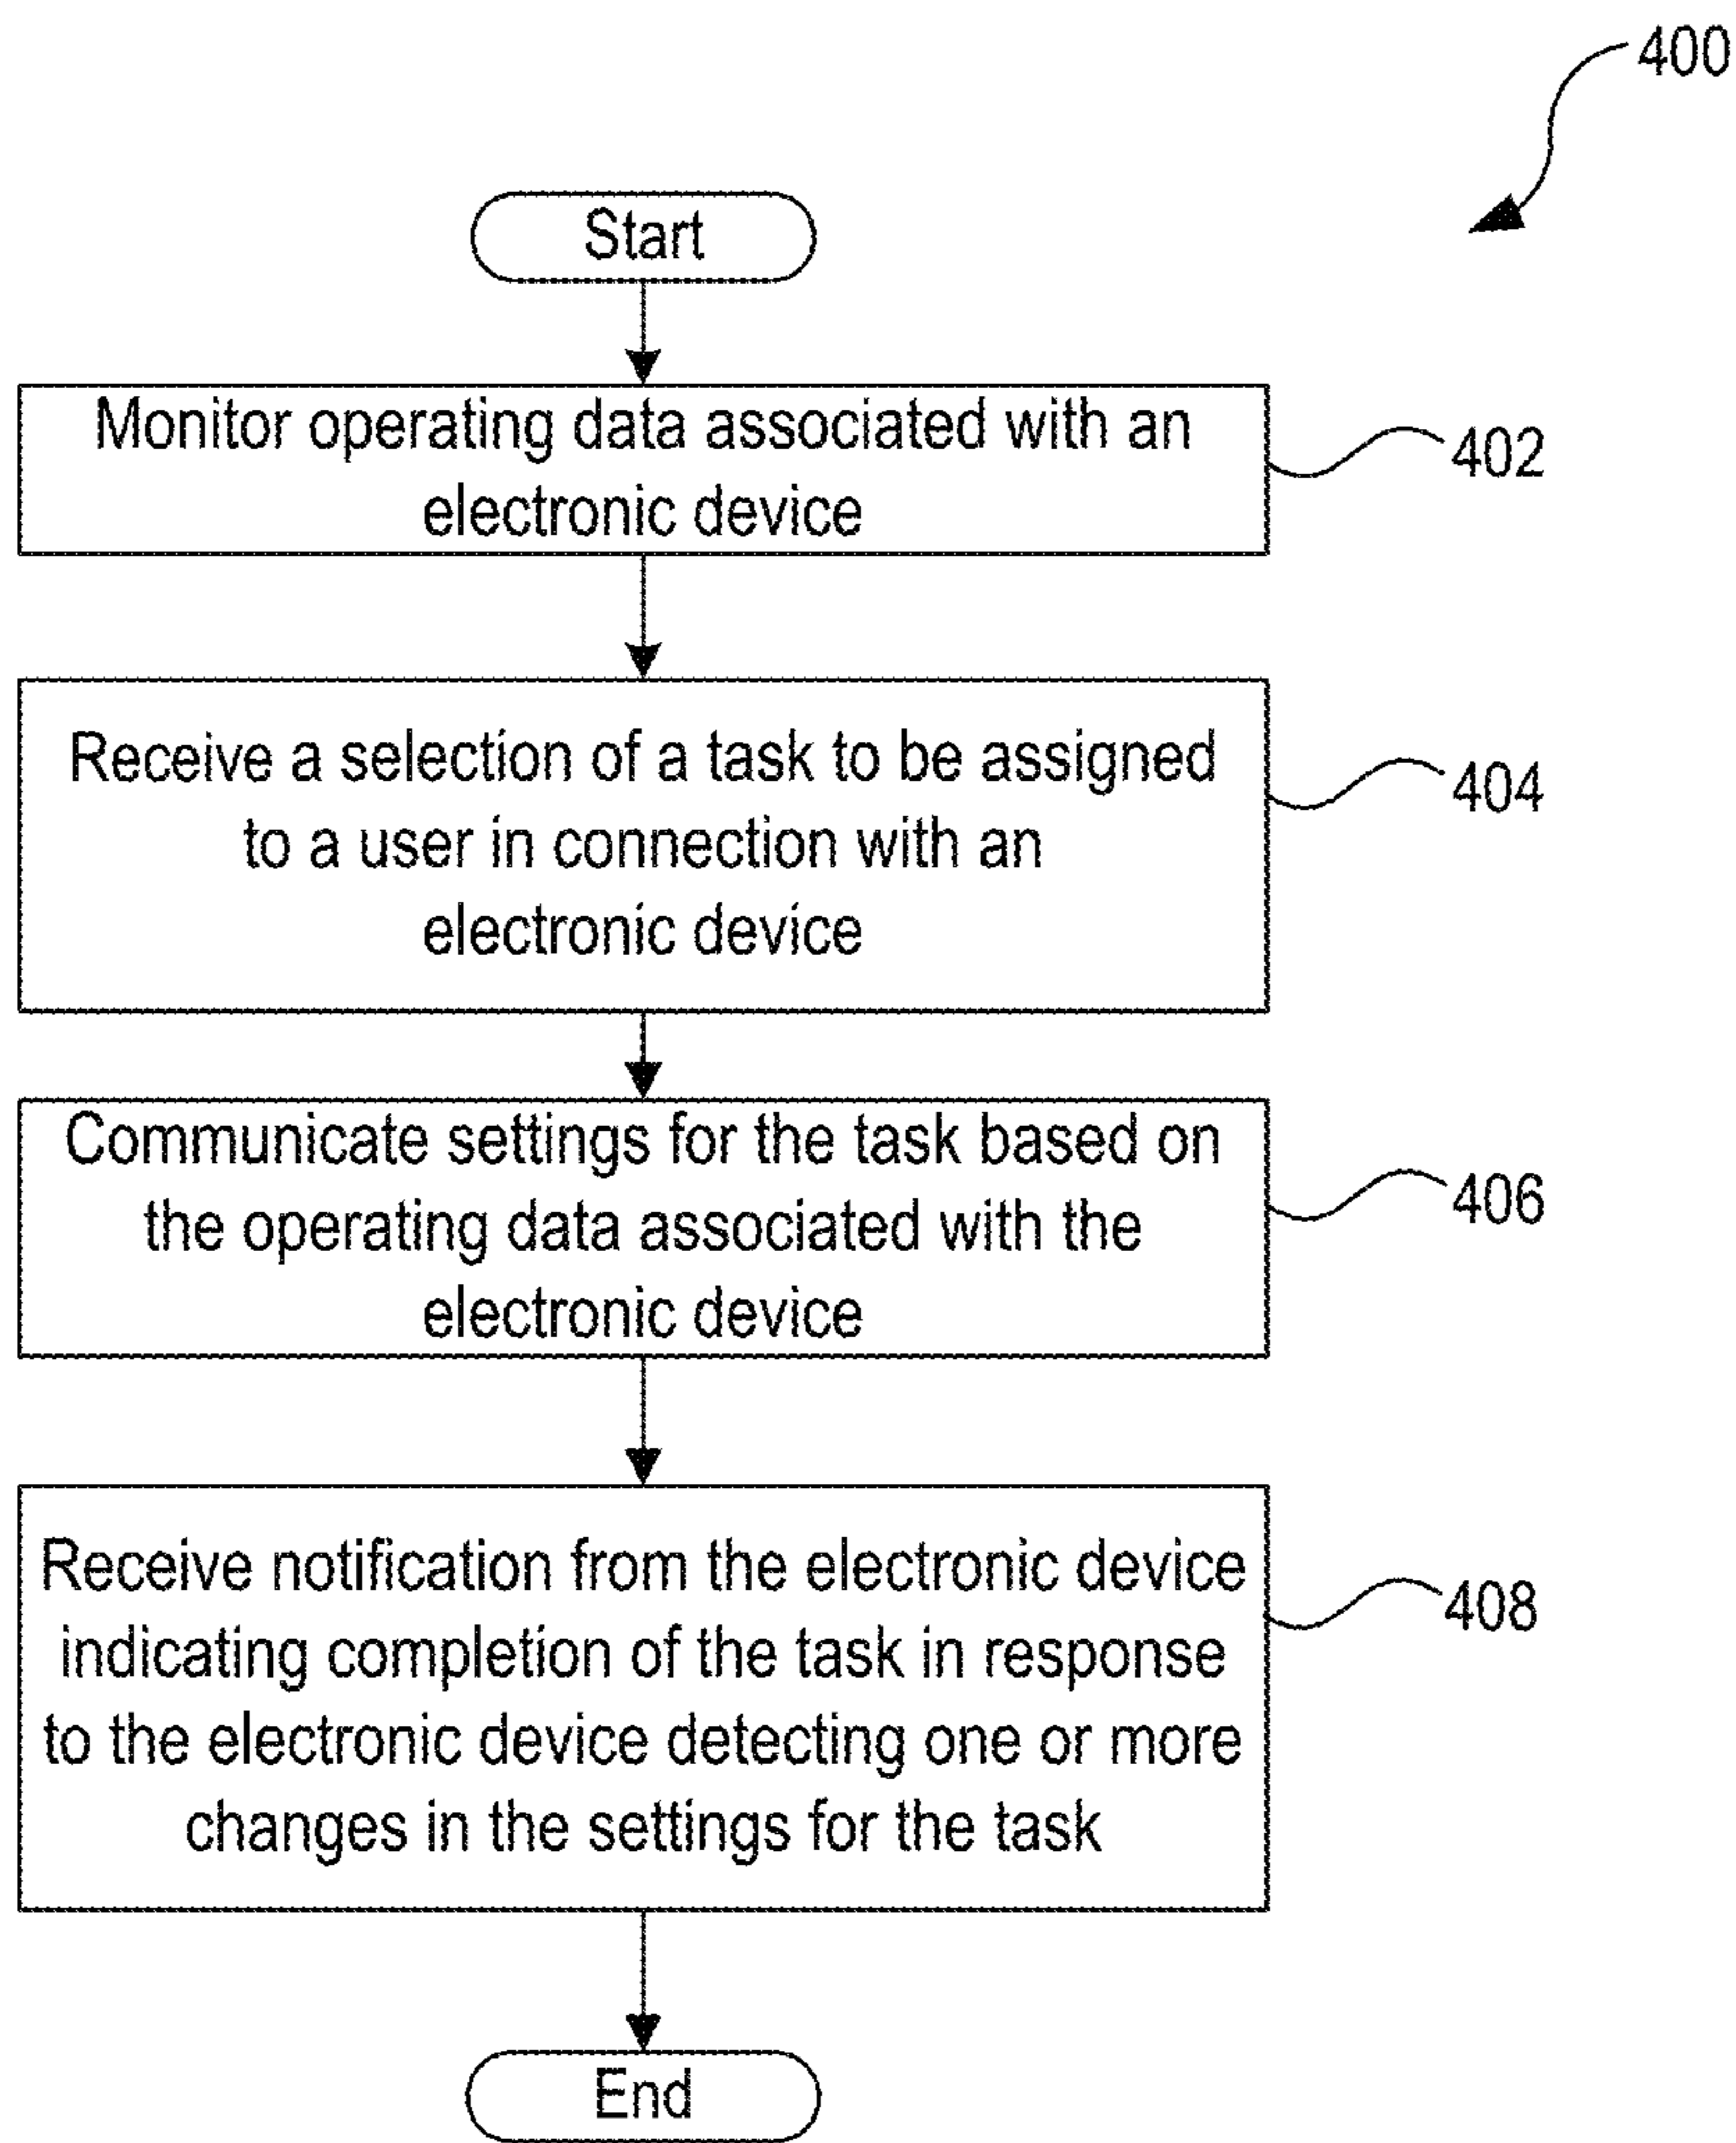 400
Start
Monitor operating data associated with an
electronic device
402
Receive a selection of a task to be assigned
to a user in connection with an
electronic device
404
Communicate settings for the task based on
the operating data associated with the
electronic device
406
Receive notification from the electronic device
indicating completion of the task in response
to the electronic device detecting one or more
changes in the settings for the task
408
End